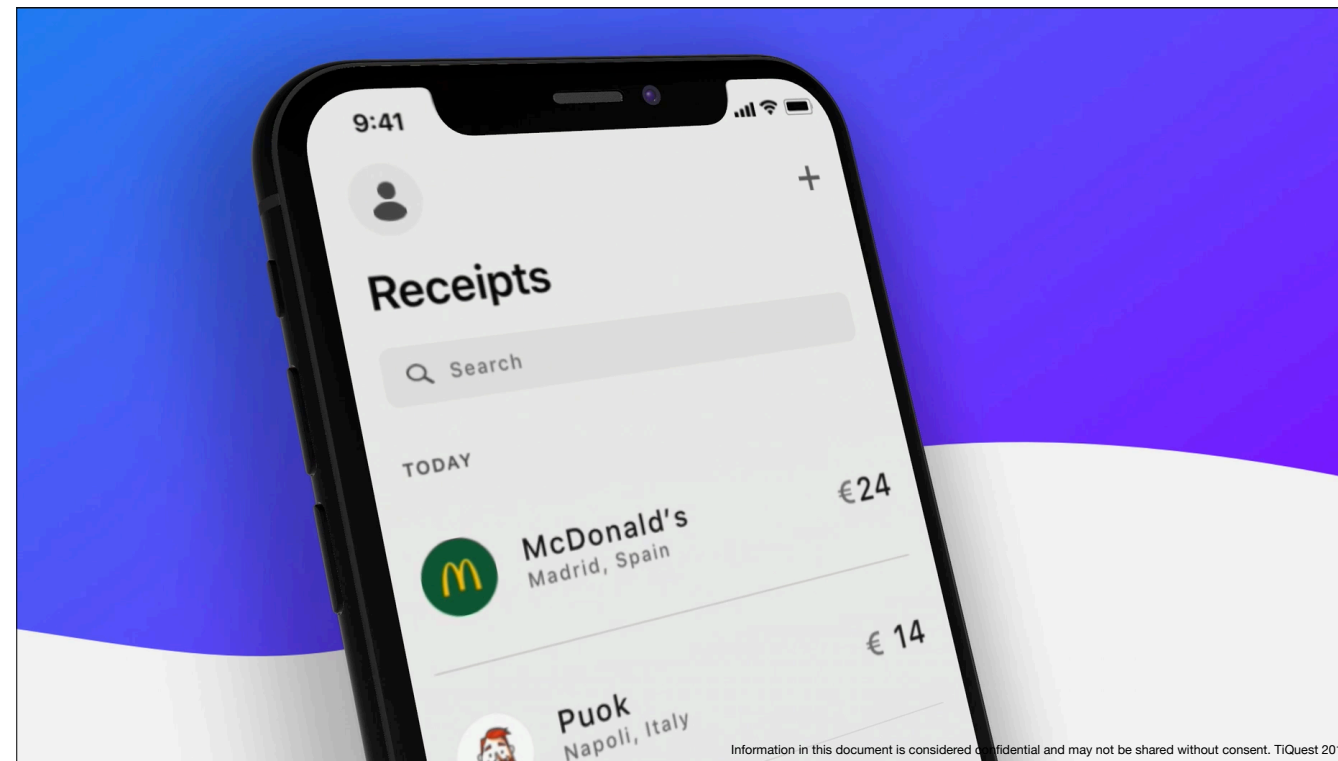 9:41
Receipts
Search
TODAY
McDonald's
€24
Madrid, Spain
€ 14
Puok
Napoli, Italy
Information in this document is considered confidential and may not be shared without consent. TiQuest